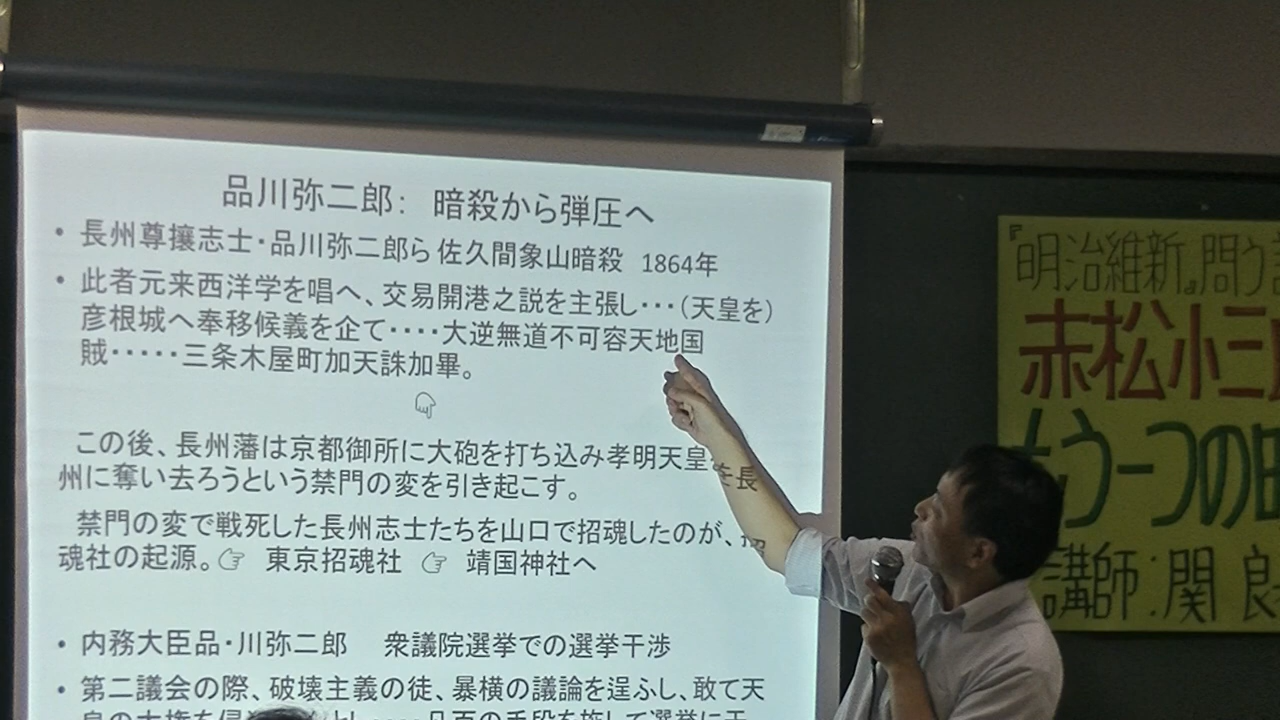 品川弥二郎： 暗殺から弾圧へ
・長州尊攘志士・品川弥二郎ら佐久間象山暗殺 1864年
・此者元来西洋学を唱へ、交易開港之説を主張し・・・（天皇を）
彦根城へ奉移候義を企て・・・・大逆無道不可容天地国
賊・・・・・三条木屋町加天誅加畢。
この後、長州藩は京都御所に大砲を打ち込み孝明天皇を長
州に奪い去ろうという禁門の変を引き起こす。
禁門の変で戦死した長州志士たちを山口で招魂したのが、招
魂社の起源。☞ 東京招魂社 ☞ 靖国神社へ
・内務大臣品・川弥二郎 衆議院選挙での選挙干渉
・第二議会の際、破壊主義の徒、暴横の議論を逞ふし、敢て天
『明治維新』問う
赤松小三
もう一つの
講師：関 良